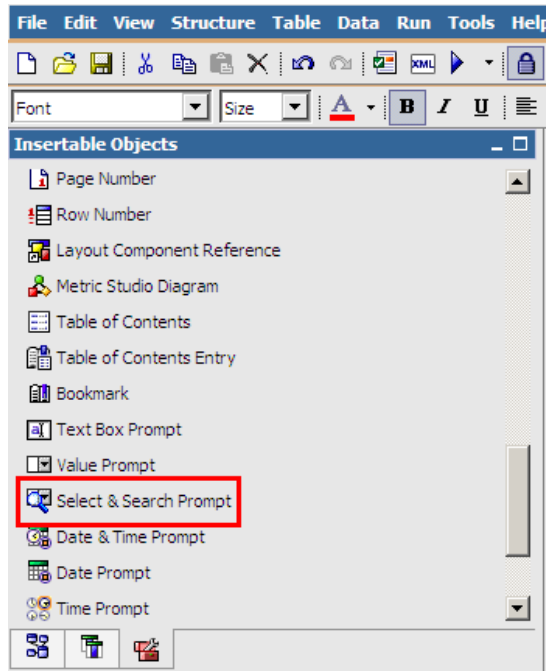 File Edit View Structure Table Data Run Tools Help
XML
Font Size A B I U
Insertable Objects
Page Number
Row Number
Layout Component Reference
Metric Studio Diagram
Table of Contents
Table of Contents Entry
Bookmark
a Text Box Prompt
Value Prompt
Select & Search Prompt
Date & Time Prompt
Date Prompt
Time Prompt